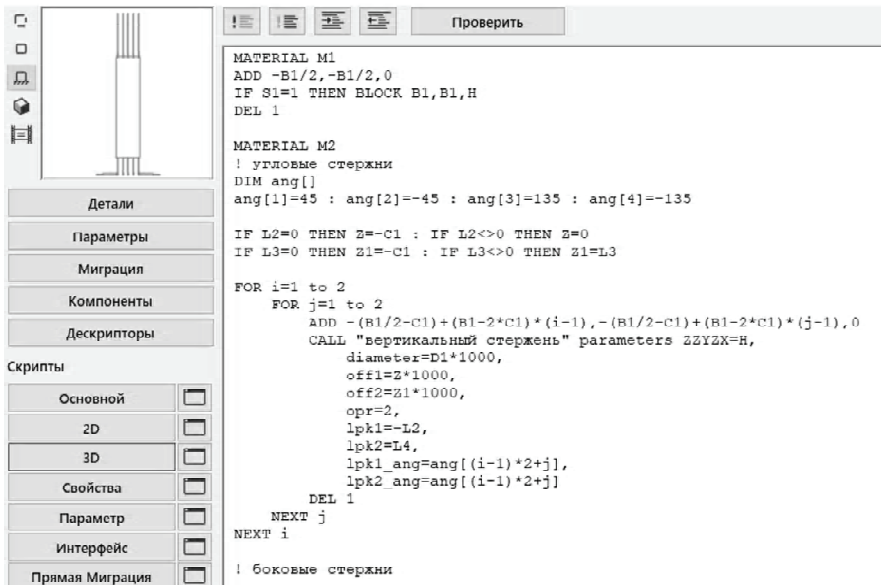 Проверить
Детали
Параметры
Миграция
Компоненты
Дескрипторы
Скрипты
Основной
2D
3D
Свойства
Параметр
Интерфейс
Прямая Миграция
MATERIAL M1
ADD -B1/2,-B1/2,0
IF S1=1 THEN BLOCK B1,B1,H
DEL 1
MATERIAL M2
! угловые стержни
DIM ang[]
ang[1]=45 : ang[2]=-45 : ang[3]=135 : ang[4]=-135
IF L2=0 THEN Z=-C1 : IF L2<>0 THEN Z=0
IF L3=0 THEN Z1=-C1 : IF L3<>0 THEN Z1=L3
FOR i=1 to 2
FOR j=1 to 2
ADD -(B1/2-C1)+(B1-2*C1)*(i-1),-(B1/2-C1)+(B1-2*C1)*(j-1),0
CALL "вертикальный стержень" parameters ZZYZX=H,
diameter=D1*1000,
off1=Z*1000,
off2=Z1*1000,
opr=2,
lpk1=-L2,
lpk2=L4,
lpk1_ang=ang[(i-1)*2+j],
lpk2_ang=ang[(i-1)*2+j]
DEL 1
NEXT j
NEXT i
! боковые стержни